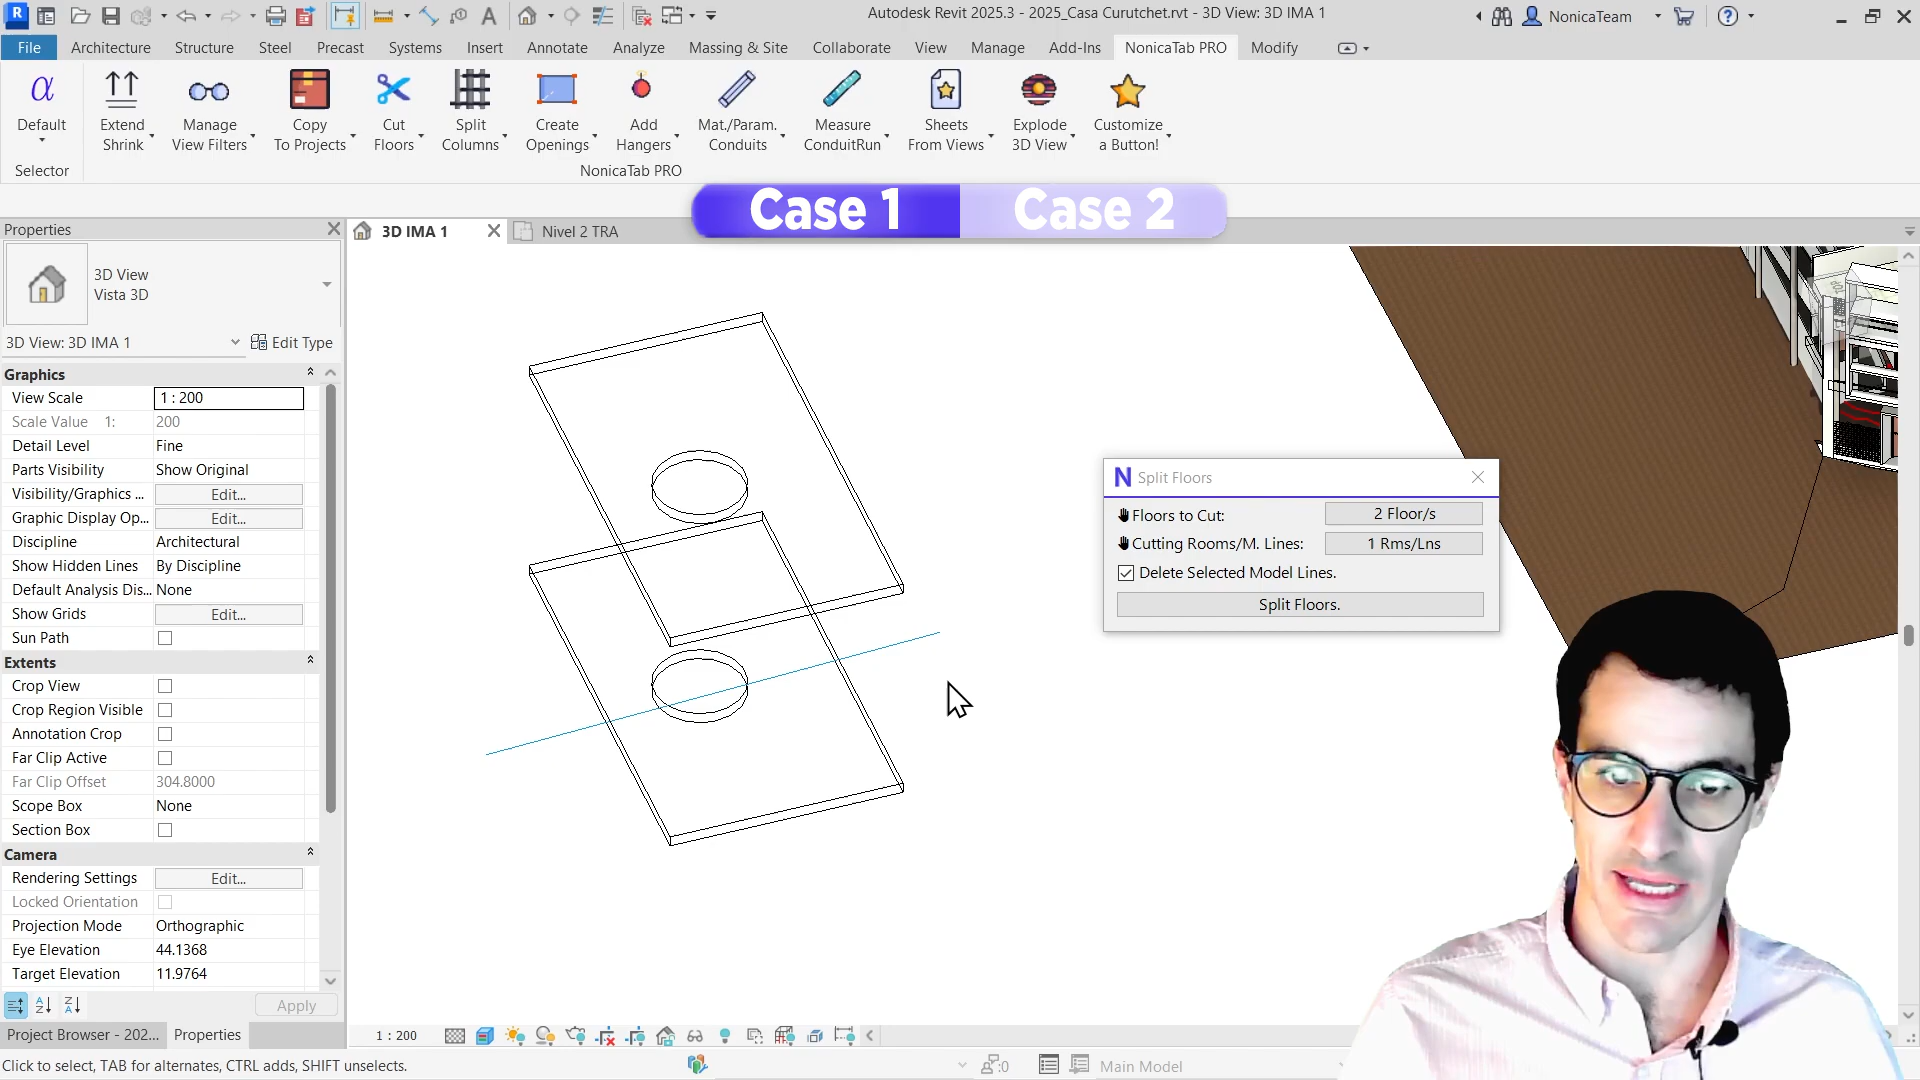 Autodesk Revit 2025.3 - 2025_Casa Curutchet.rvt - 3D View: 3D IMA 1
NonicaTeam
File
Architecture
Structure
Steel
Precast
Systems
Insert
Annotate
Analyze
Massing & Site
Collaborate
View
Manage
Add-Ins
NonicaTab PRO
Modify
Default
Extend
Shrink
Manage
View Filters
Copy
To Projects
Cut
Floors
Split
Columns
Create
Openings
Add
Hangers
Mat./Param.
Conduits
Measure
ConduitRun
Sheets
From Views
Explode
3D View
Customize
a Button!
Selector
NonicaTab PRO
Case 1
Case 2
Properties
3D IMA 1
Nivel 2 TRA
3D View
Vista 3D
3D View: 3D IMA 1
Edit Type
Graphics
View Scale
1 : 200
Scale Value 1:
200
Detail Level
Fine
Parts Visibility
Show Original
Visibility/Graphics ...
Edit...
Graphic Display Op...
Edit...
Discipline
Architectural
Show Hidden Lines
By Discipline
Default Analysis Dis...
None
Show Grids
Edit...
Sun Path
Extents
Crop View
Crop Region Visible
Annotation Crop
Far Clip Active
Far Clip Offset
304.8000
Scope Box
None
Section Box
Camera
Rendering Settings
Edit...
Locked Orientation
Projection Mode
Orthographic
Eye Elevation
44.1368
Target Elevation
11.9764
Apply
Project Browser - 202...
Properties
N Split Floors
Floors to Cut:
2 Floor/s
Cutting Rooms/M. Lines:
1 Rms/Lns
Delete Selected Model Lines.
Split Floors.
1 : 200
Click to select, TAB for alternates, CTRL adds, SHIFT unselects.
:0
Main Model